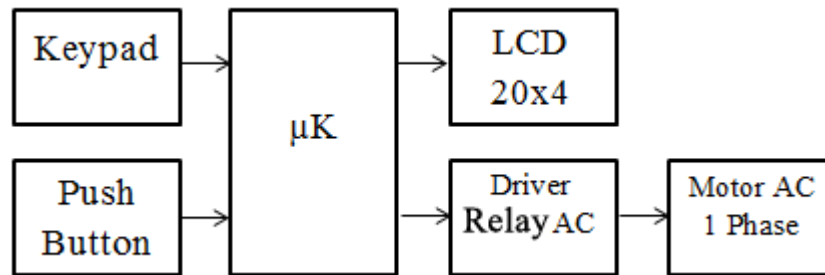 Keypad
Push
Button
μK
LCD
20x4
Driver
Relay AC
Motor AC
1 Phase